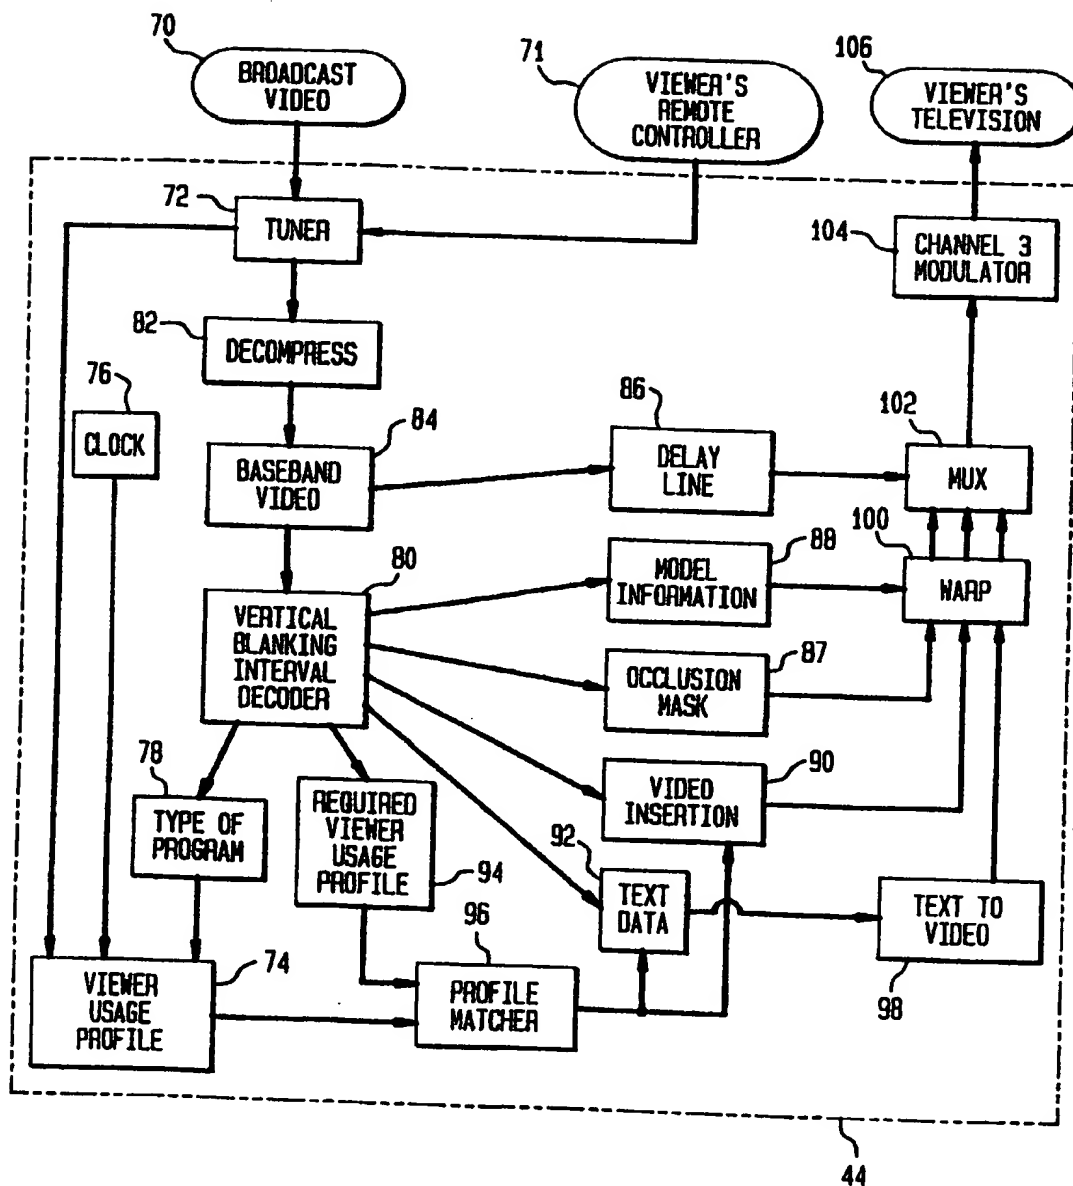 70
BROADCAST
VIDEO
71
VIEWER'S
REMOTE
CONTROLLER
106
VIEWER'S
TELEVISION
72
TUNER
104
CHANNEL 3
MODULATOR
82
DECOMPRESS
76
CLOCK
84
BASEBAND
VIDEO
86
DELAY
LINE
102
MUX
80
VERTICAL
BLANKING
INTERVAL
DECODER
88
MODEL
INFORMATION
100
WARP
87
OCCLUSION
MASK
78
TYPE OF
PROGRAM
REQUIRED
VIEWER
USAGE
PROFILE
94
90
VIDEO
INSERTION
92
TEXT
DATA
TEXT TO
VIDEO
98
74
VIEWER
USAGE
PROFILE
96
PROFILE
MATCHER
44